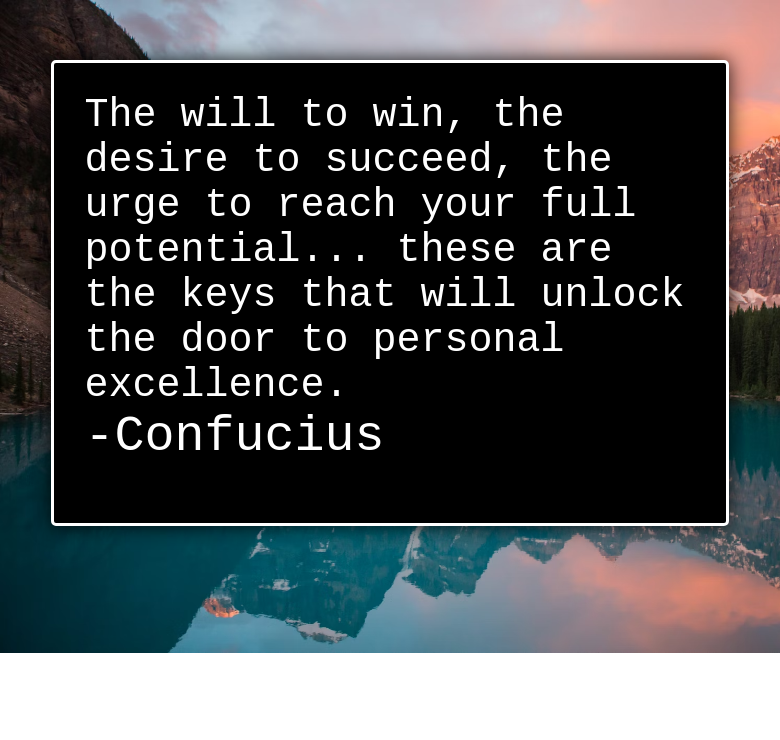 The will to win, the
desire to succeed, the
urge to reach your full
potential... these are
the keys that will unlock
the door to personal
excellence.
-Confucius